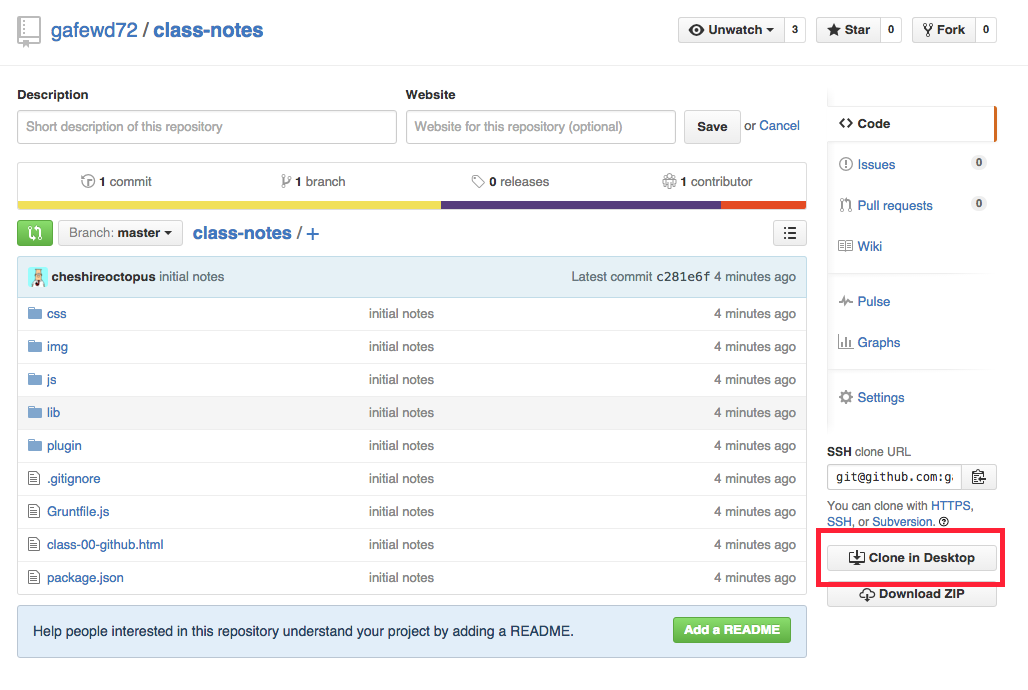 gafewd72 / class-notes
Unwatch 3 Star 0 Fork 0
Description
Website
Short description of this repository
Website for this repository (optional)
Save or Cancel
1 commit 1 branch 0 releases 1 contributor
Branch: master class-notes / +
cheshireoctopus initial notes Latest commit c281e6f 4 minutes ago
css initial notes 4 minutes ago
img initial notes 4 minutes ago
js initial notes 4 minutes ago
lib initial notes 4 minutes ago
plugin initial notes 4 minutes ago
.gitignore initial notes 4 minutes ago
Gruntfile.js initial notes 4 minutes ago
class-00-github.html initial notes 4 minutes ago
package.json initial notes 4 minutes ago
Help people interested in this repository understand your project by adding a README. Add a README
Code
Issues 0
Pull requests 0
Wiki
Pulse
Graphs
Settings
SSH clone URL
git@github.com:ga
You can clone with HTTPS,
SSH, or Subversion.
Clone in Desktop
Download ZIP